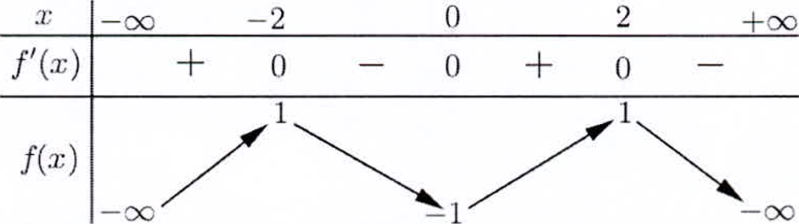 x −∞ −2 0 2 +∞
f′(x) + 0 − 0 + 0 −
1 1
f(x)
−∞ −1 −∞